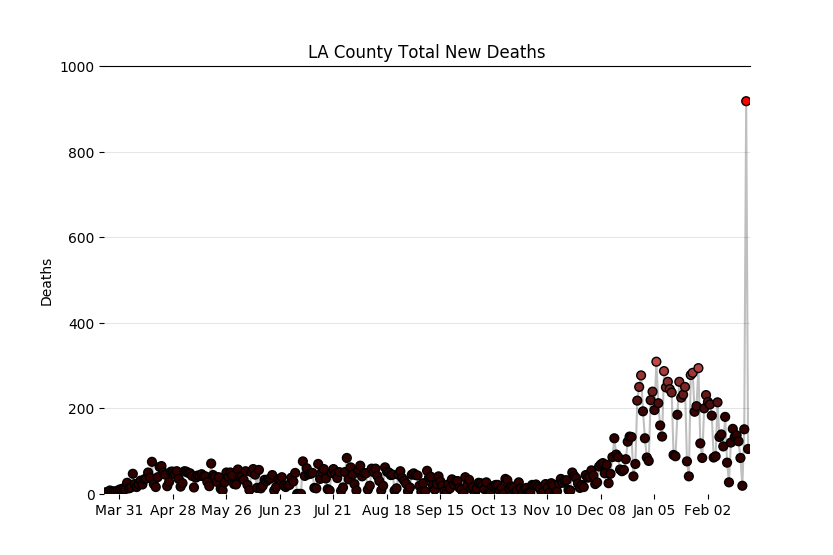 LA County Total New Deaths
1000
800
600
400
200
0
Deaths
Mar 31 Apr 28 May 26 Jun 23 Jul 21 Aug 18 Sep 15 Oct 13 Nov 10 Dec 08 Jan 05 Feb 02